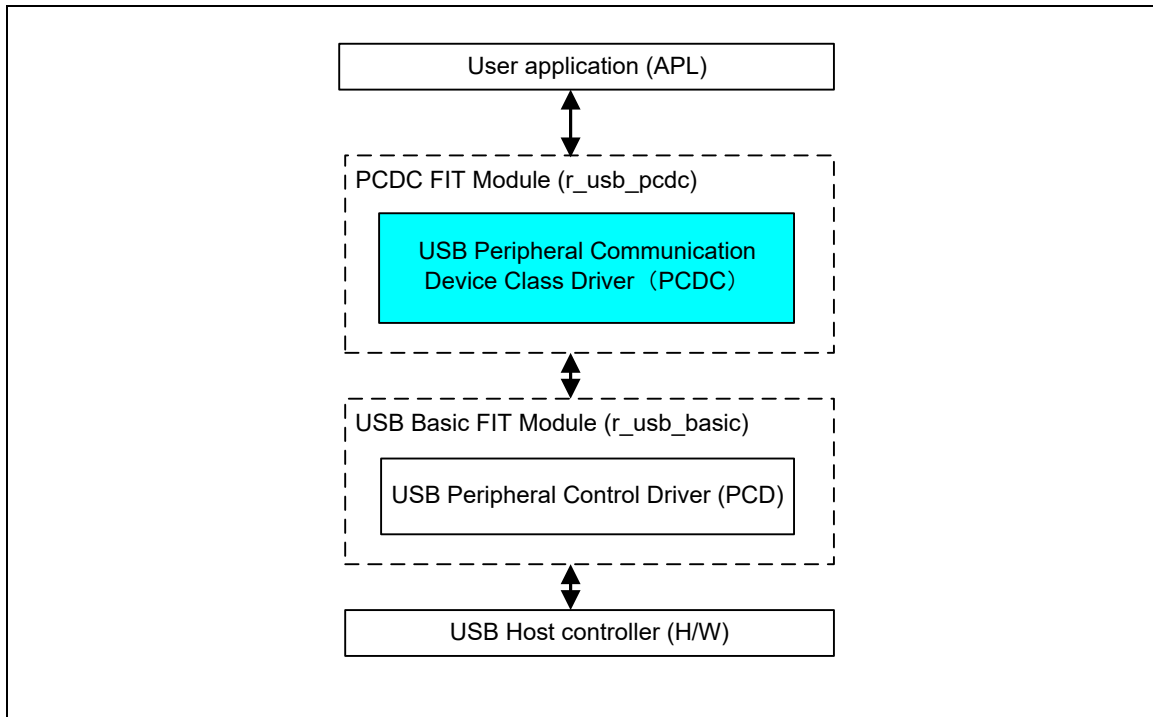 User application (APL)
PCDC FIT Module (r_usb_pcdc)
USB Peripheral Communication
Device Class Driver（PCDC）
USB Basic FIT Module (r_usb_basic)
USB Peripheral Control Driver (PCD)
USB Host controller (H/W)